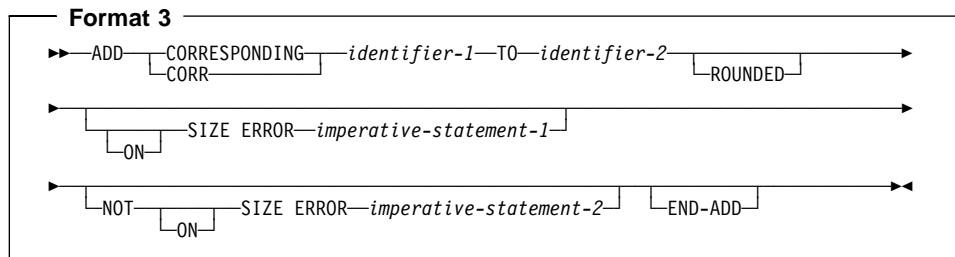 Format 3
ADD CORRESPONDING identifier-1 TO identifier-2
CORR ROUNDED
SIZE ERROR imperative-statement-1
ON
NOT SIZE ERROR imperative-statement-2 END-ADD
ON